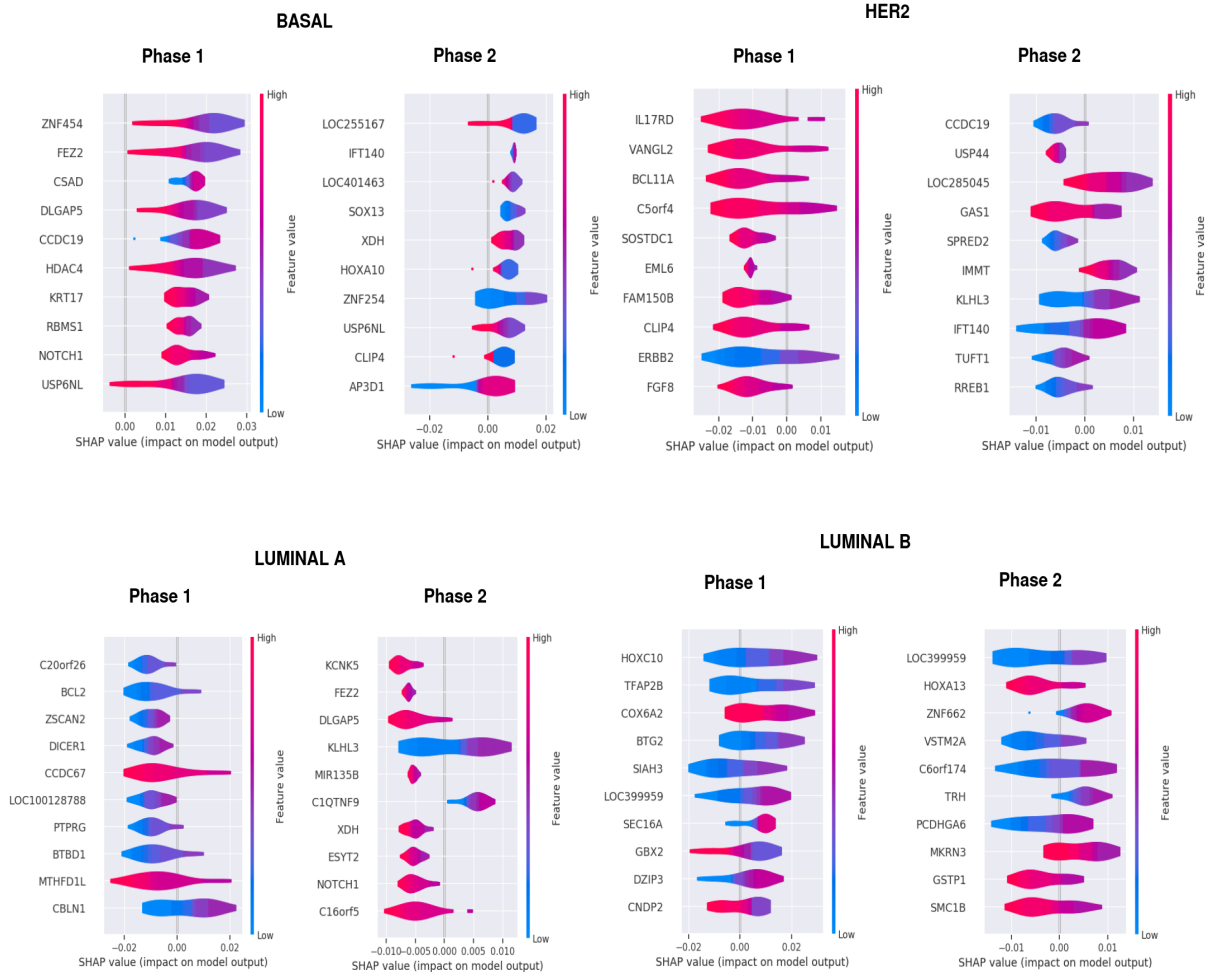 BASAL
Phase 1
High
ZNF454
FEZ2
CSAD
DLGAP5
CCDC19
HDAC4
KRT17
RBMS1
NOTCH1
USP6NL
Feature value
Low
0.00 0.01 0.02 0.03
SHAP value (impact on model output)
Phase 2
High
LOC255167
IFT140
LOC401463
SOX13
XDH
HOXA10
ZNF254
USP6NL
CLIP4
AP3D1
Feature value
Low
−0.02 0.00 0.02
SHAP value (impact on model output)
HER2
Phase 1
High
IL17RD
VANGL2
BCL11A
C5orf4
SOSTDC1
EML6
FAM150B
CLIP4
ERBB2
FGF8
Feature value
Low
−0.02 −0.01 0.00 0.01
SHAP value (impact on model output)
Phase 2
High
CCDC19
USP44
LOC285045
GAS1
SPRED2
IMMT
KLHL3
IFT140
TUFT1
RREB1
Feature value
Low
−0.01 0.00 0.01
SHAP value (impact on model output)
LUMINAL A
Phase 1
High
C20orf26
BCL2
ZSCAN2
DICER1
CCDC67
LOC100128788
PTPRG
BTBD1
MTHFD1L
CBLN1
Feature value
Low
−0.02 0.00 0.02
SHAP value (impact on model output)
Phase 2
High
KCNK5
FEZ2
DLGAP5
KLHL3
MIR135B
C1QTNF9
XDH
ESYT2
NOTCH1
C16orf5
Feature value
Low
−0.010 −0.005 0.000 0.005 0.010
SHAP value (impact on model output)
LUMINAL B
Phase 1
High
HOXC10
TFAP2B
COX6A2
BTG2
SIAH3
LOC399959
SEC16A
GBX2
DZIP3
CNDP2
Feature value
Low
−0.02 0.00 0.02
SHAP value (impact on model output)
Phase 2
High
LOC399959
HOXA13
ZNF662
VSTM2A
C6orf174
TRH
PCDHGA6
MKRN3
GSTP1
SMC1B
Feature value
Low
−0.01 0.00 0.01
SHAP value (impact on model output)